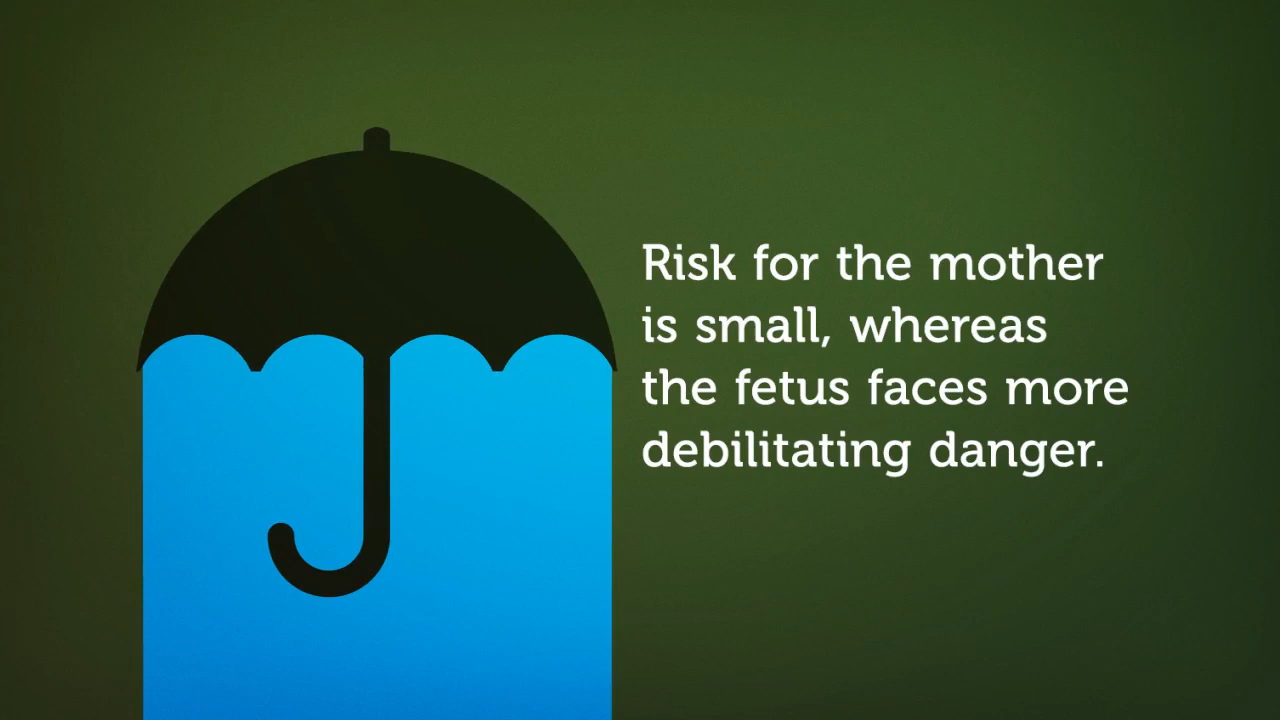 Risk for the mother
is small, whereas
the fetus faces more
debilitating danger.